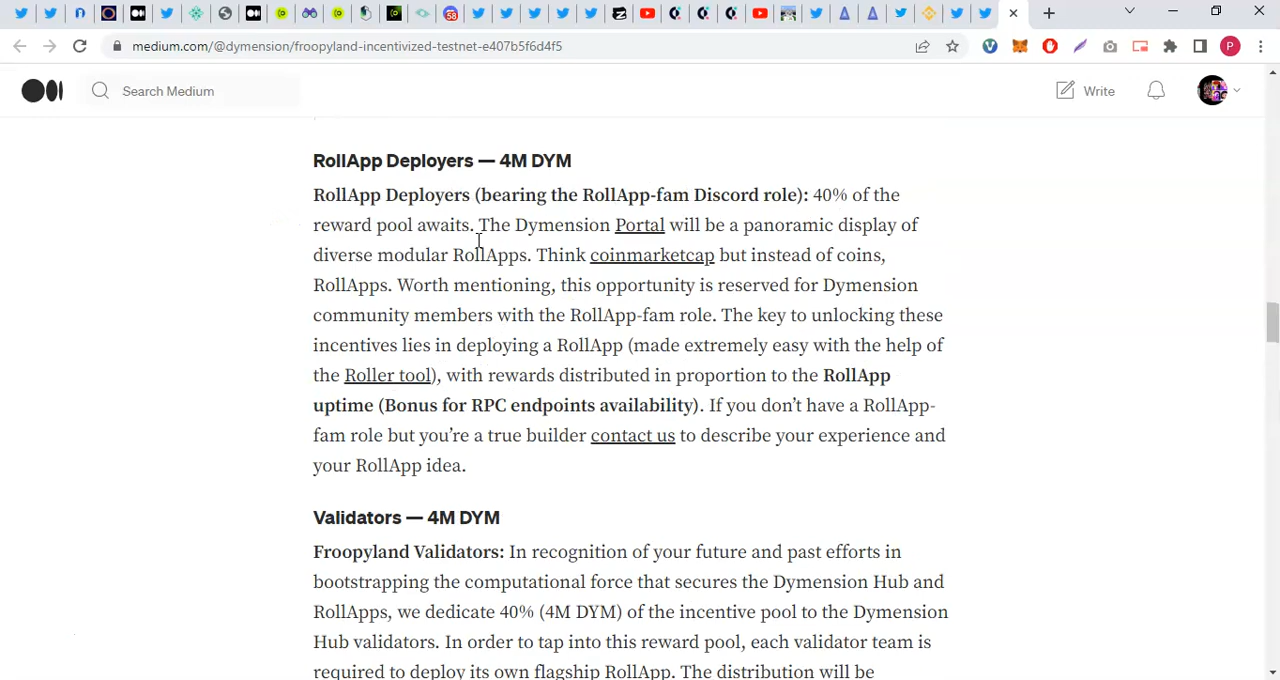 58
medium.com/@dymension/froopyland-incentivized-testnet-e407b5f6d4f5
P
Search Medium
Write
RollApp Deployers — 4M DYM
RollApp Deployers (bearing the RollApp-fam Discord role): 40% of the
reward pool awaits. The Dymension Portal will be a panoramic display of
diverse modular RollApps. Think coinmarketcap but instead of coins,
RollApps. Worth mentioning, this opportunity is reserved for Dymension
community members with the RollApp-fam role. The key to unlocking these
incentives lies in deploying a RollApp (made extremely easy with the help of
the Roller tool), with rewards distributed in proportion to the RollApp
uptime (Bonus for RPC endpoints availability). If you don’t have a RollApp-
fam role but you’re a true builder contact us to describe your experience and
your RollApp idea.
Validators — 4M DYM
Froopyland Validators: In recognition of your future and past efforts in
bootstrapping the computational force that secures the Dymension Hub and
RollApps, we dedicate 40% (4M DYM) of the incentive pool to the Dymension
Hub validators. In order to tap into this reward pool, each validator team is
required to deploy its own flagship RollApp. The distribution will be